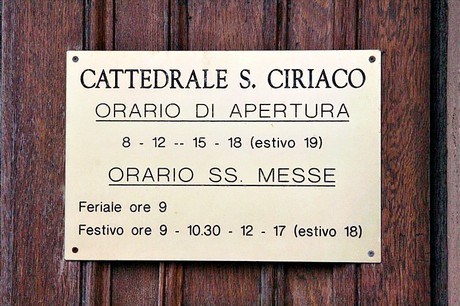 CATTEDRALE S. CIRIACO
ORARIO DI APERTURA
8 - 12 -- 15 - 18 (estivo 19)
ORARIO SS. MESSE
Feriale ore 9
Festivo ore 9 - 10.30 - 12 - 17 (estivo 18)